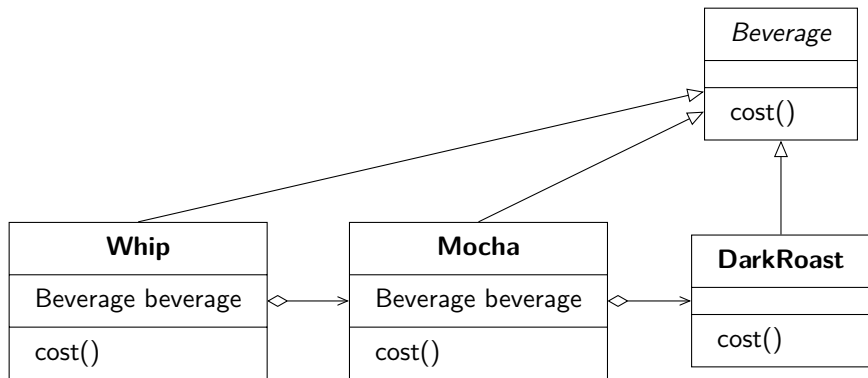 Beverage
cost()
Whip
Beverage beverage
cost()
Mocha
Beverage beverage
cost()
DarkRoast
cost()